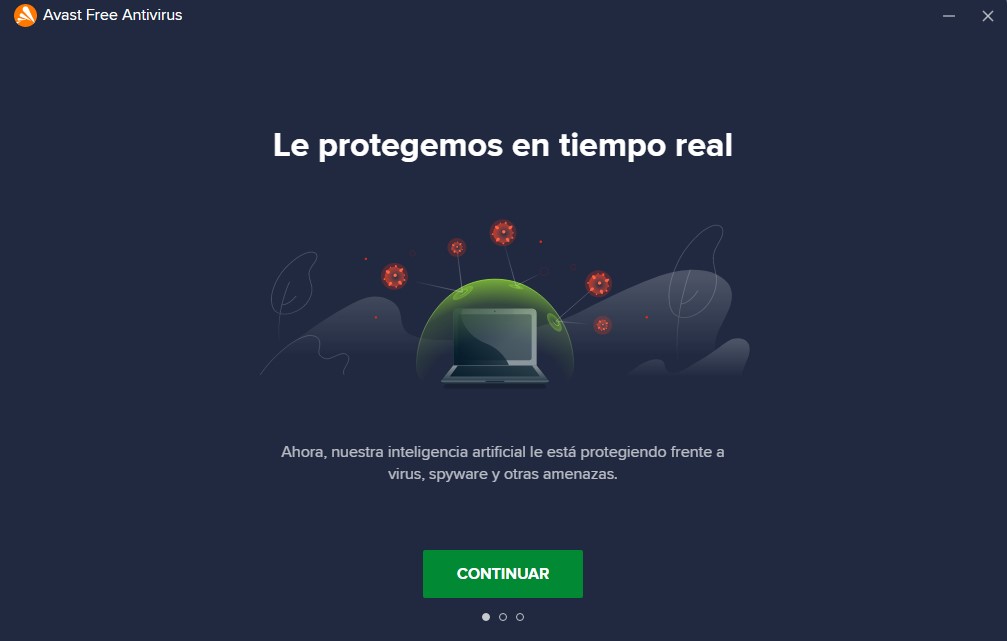 Avast Free Antivirus
Le protegemos en tiempo real
Ahora, nuestra inteligencia artificial le está protegiendo frente a
virus, spyware y otras amenazas.
CONTINUAR